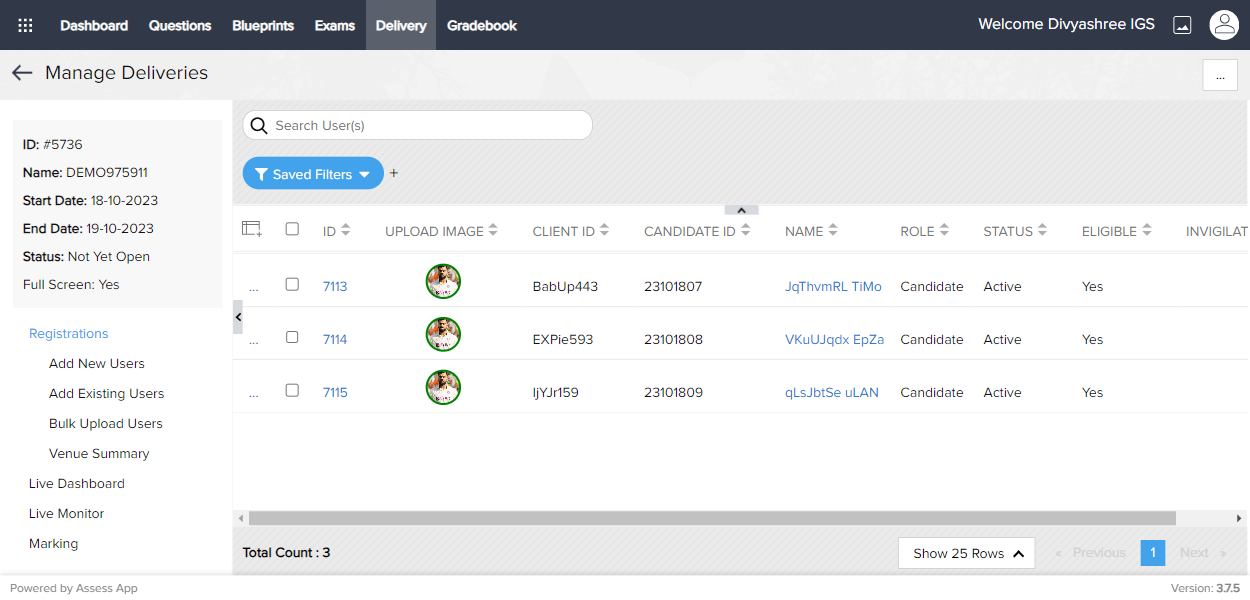 Dashboard Questions Blueprints Exams Delivery Gradebook Welcome Divyashree IGS
Manage Deliveries ...
ID: #5736
Name: DEMO975911
Start Date: 18-10-2023
End Date: 19-10-2023
Status: Not Yet Open
Full Screen: Yes
Registrations
Add New Users
Add Existing Users
Bulk Upload Users
Venue Summary
Live Dashboard
Live Monitor
Marking
Search User(s)
Saved Filters +
ID UPLOAD IMAGE CLIENT ID CANDIDATE ID NAME ROLE STATUS ELIGIBLE INVIGILAT
... 7113 BabUp443 23101807 JqThvmRL TiMo Candidate Active Yes
... 7114 EXPie593 23101808 VKuUJqdx EpZa Candidate Active Yes
... 7115 IjYJr159 23101809 qLsJbtSe uLAN Candidate Active Yes
Total Count : 3 Show 25 Rows « Previous 1 Next »
Powered by Assess App Version: 3.7.5